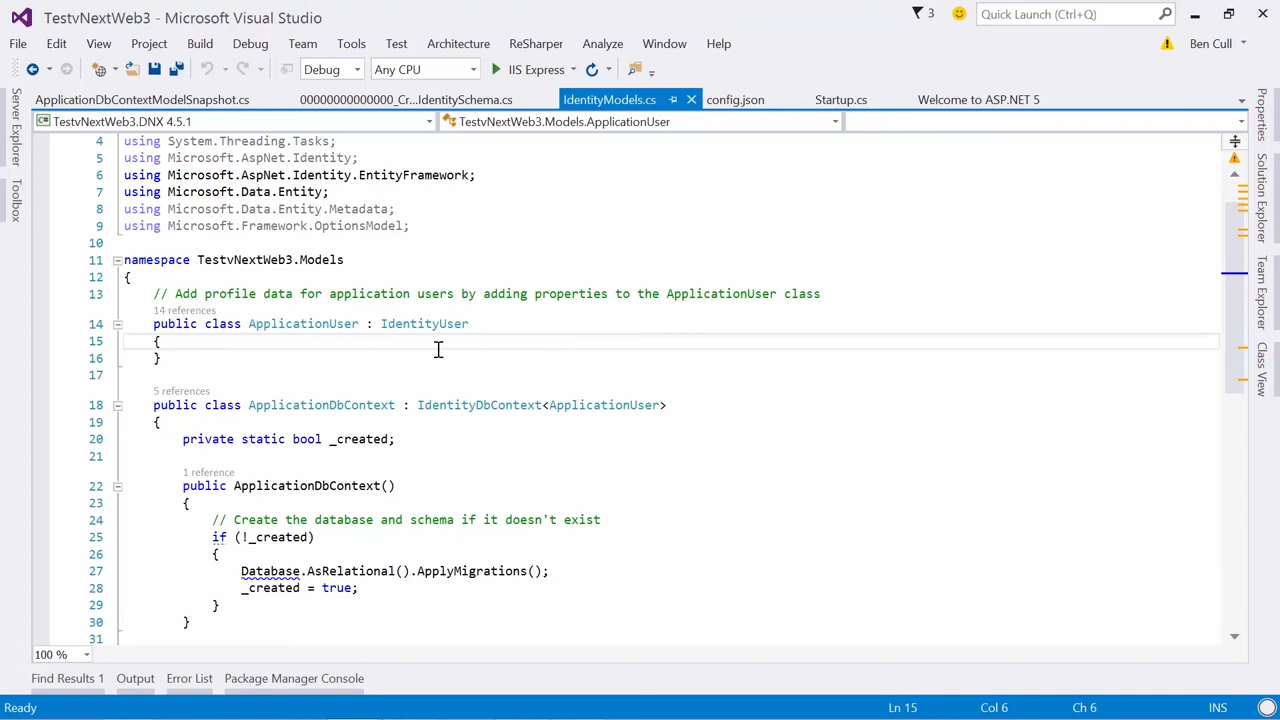 TestvNextWeb3 - Microsoft Visual Studio
3
Quick Launch (Ctrl+Q)
File Edit View Project Build Debug Team Tools Test Architecture ReSharper Analyze Window Help
Ben Cull
Debug Any CPU IIS Express
ApplicationDbContextModelSnapshot.cs 00000000000000_Cr...IdentitySchema.cs IdentityModels.cs config.json Startup.cs Welcome to ASP.NET 5
TestvNextWeb3.DNX 4.5.1 TestvNextWeb3.Models.ApplicationUser
Server Explorer
Toolbox
4 using System.Threading.Tasks;
5 using Microsoft.AspNet.Identity;
6 using Microsoft.AspNet.Identity.EntityFramework;
7 using Microsoft.Data.Entity;
8 using Microsoft.Data.Entity.Metadata;
9 using Microsoft.Framework.OptionsModel;
10
11 namespace TestvNextWeb3.Models
12 {
13 // Add profile data for application users by adding properties to the ApplicationUser class
14 references
14 public class ApplicationUser : IdentityUser
15 {
16 }
17
5 references
18 public class ApplicationDbContext : IdentityDbContext<ApplicationUser>
19 {
20 private static bool _created;
21
1 reference
22 public ApplicationDbContext()
23 {
24 // Create the database and schema if it doesn't exist
25 if (!_created)
26 {
27 Database.AsRelational().ApplyMigrations();
28 _created = true;
29 }
30 }
31
Properties
Solution Explorer
Team Explorer
Class View
100 %
Find Results 1 Output Error List Package Manager Console
Ready Ln 15 Col 6 Ch 6 INS